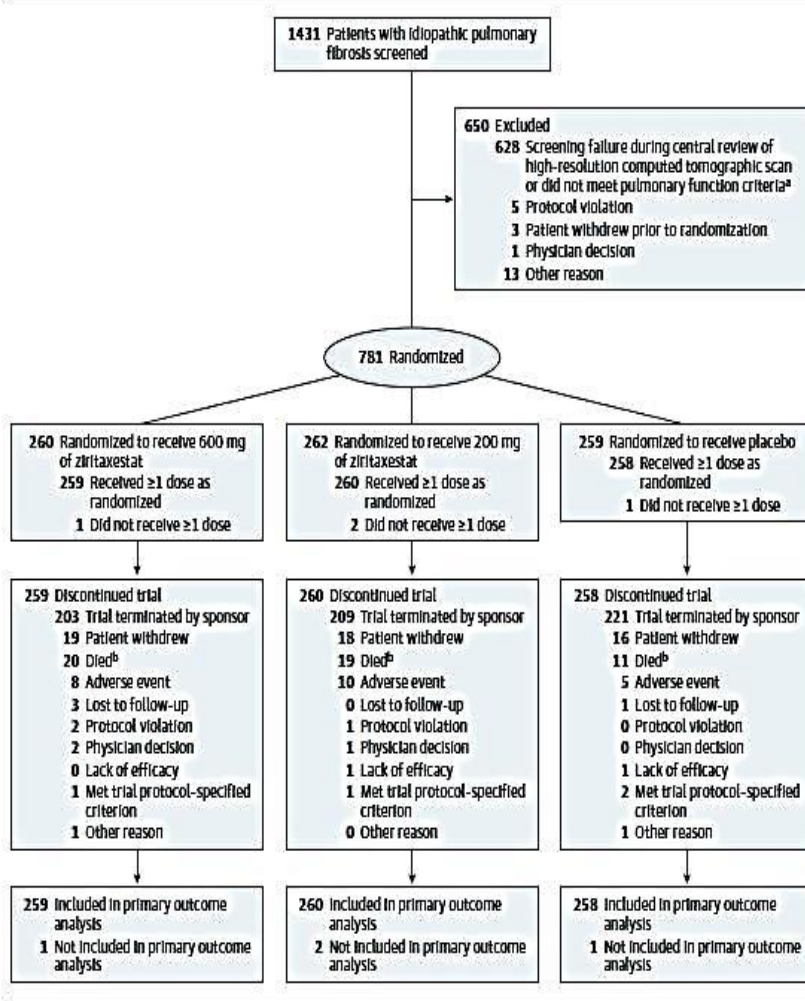 1431 Patients with idiopathic pulmonary
fibrosis screened
650 Excluded
628 Screening failure during central review of
high-resolution computed tomographic scan
or did not meet pulmonary function criteriaᵃ
5 Protocol violation
3 Patient withdrew prior to randomization
1 Physician decision
13 Other reason
781 Randomized
260 Randomized to receive 600 mg
of ziritaxestat
259 Received ≥1 dose as
randomized
1 Did not receive ≥1 dose
262 Randomized to receive 200 mg
of ziritaxestat
260 Received ≥1 dose as
randomized
2 Did not receive ≥1 dose
259 Randomized to receive placebo
258 Received ≥1 dose as
randomized
1 Did not receive ≥1 dose
259 Discontinued trial
203 Trial terminated by sponsor
19 Patient withdrew
20 Diedᵇ
8 Adverse event
3 Lost to follow-up
2 Protocol violation
2 Physician decision
0 Lack of efficacy
1 Met trial protocol-specified
criterion
1 Other reason
260 Discontinued trial
209 Trial terminated by sponsor
18 Patient withdrew
19 Diedᵇ
10 Adverse event
0 Lost to follow-up
1 Protocol violation
1 Physician decision
1 Lack of efficacy
1 Met trial protocol-specified
criterion
0 Other reason
258 Discontinued trial
221 Trial terminated by sponsor
16 Patient withdrew
11 Diedᵇ
5 Adverse event
1 Lost to follow-up
0 Protocol violation
0 Physician decision
1 Lack of efficacy
2 Met trial protocol-specified
criterion
1 Other reason
259 Included in primary outcome
analysis
1 Not included in primary outcome
analysis
260 Included in primary outcome
analysis
2 Not included in primary outcome
analysis
258 Included in primary outcome
analysis
1 Not included in primary outcome
analysis